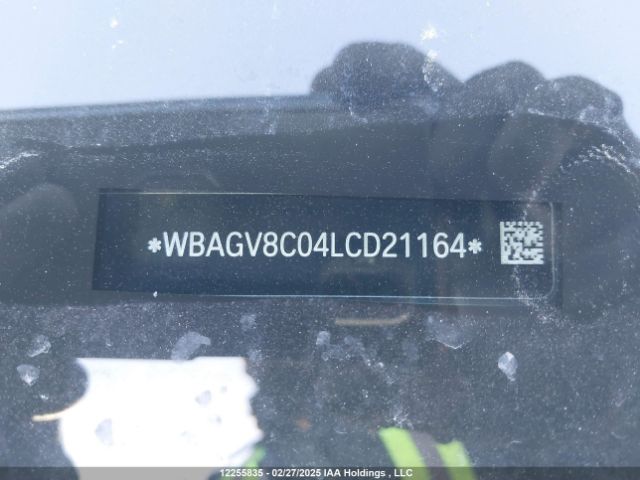 *WBAGV8C04LCD21164*
12255835 02/27/2025 IAA Holdings , LLC